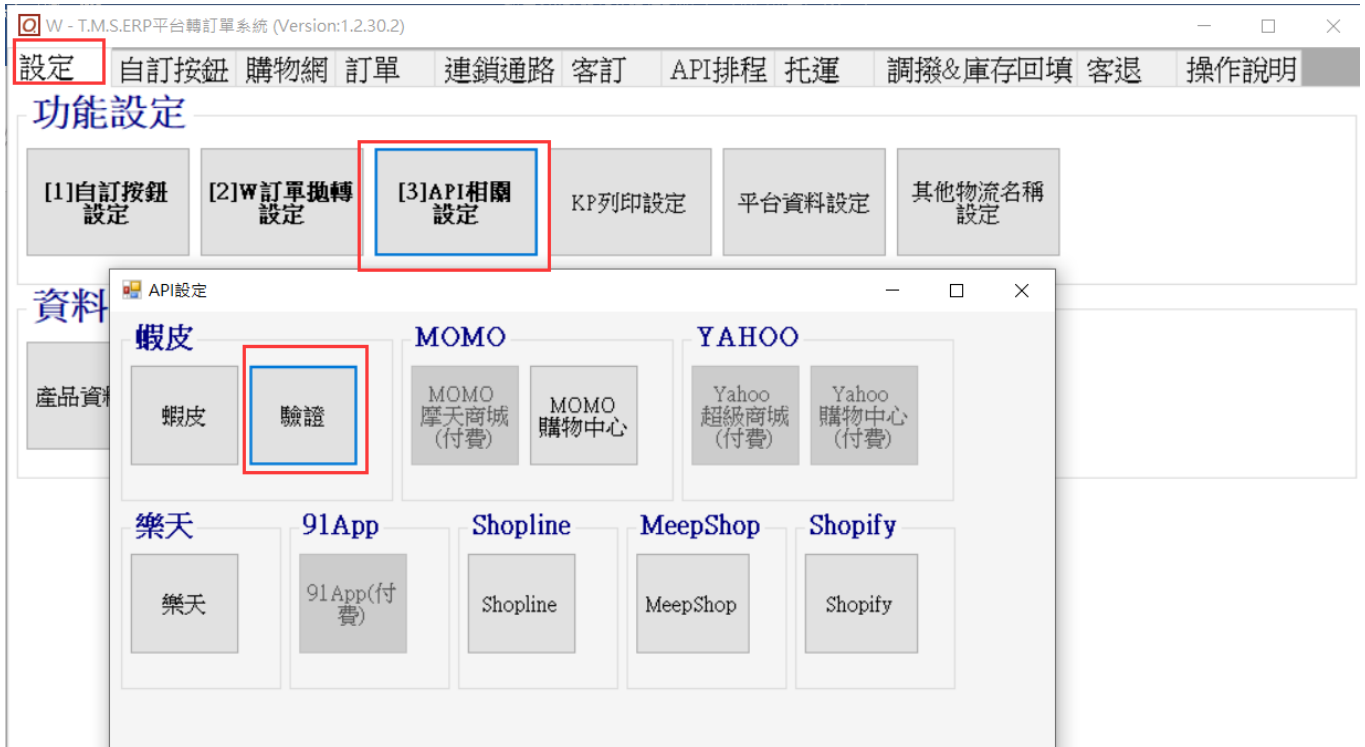 W - T.M.S.ERP平台轉訂單系統 (Version:1.2.30.2)
設定 自訂按鈕 購物網 訂單 連鎖通路 客訂 API排程 托運 調撥&庫存回填 客退 操作說明
功能設定
[1]自訂按鈕
設定
[2]W訂單拋轉
設定
[3]API相關
設定
KP列印設定
平台資料設定
其他物流名稱
設定
資料
產品資料
API設定
蝦皮
蝦皮
驗證
MOMO
MOMO
摩天商城
(付費)
MOMO
購物中心
YAHOO
Yahoo
超級商城
(付費)
Yahoo
購物中心
(付費)
樂天
樂天
91App
91App(付
費)
Shopline
Shopline
MeepShop
MeepShop
Shopify
Shopify